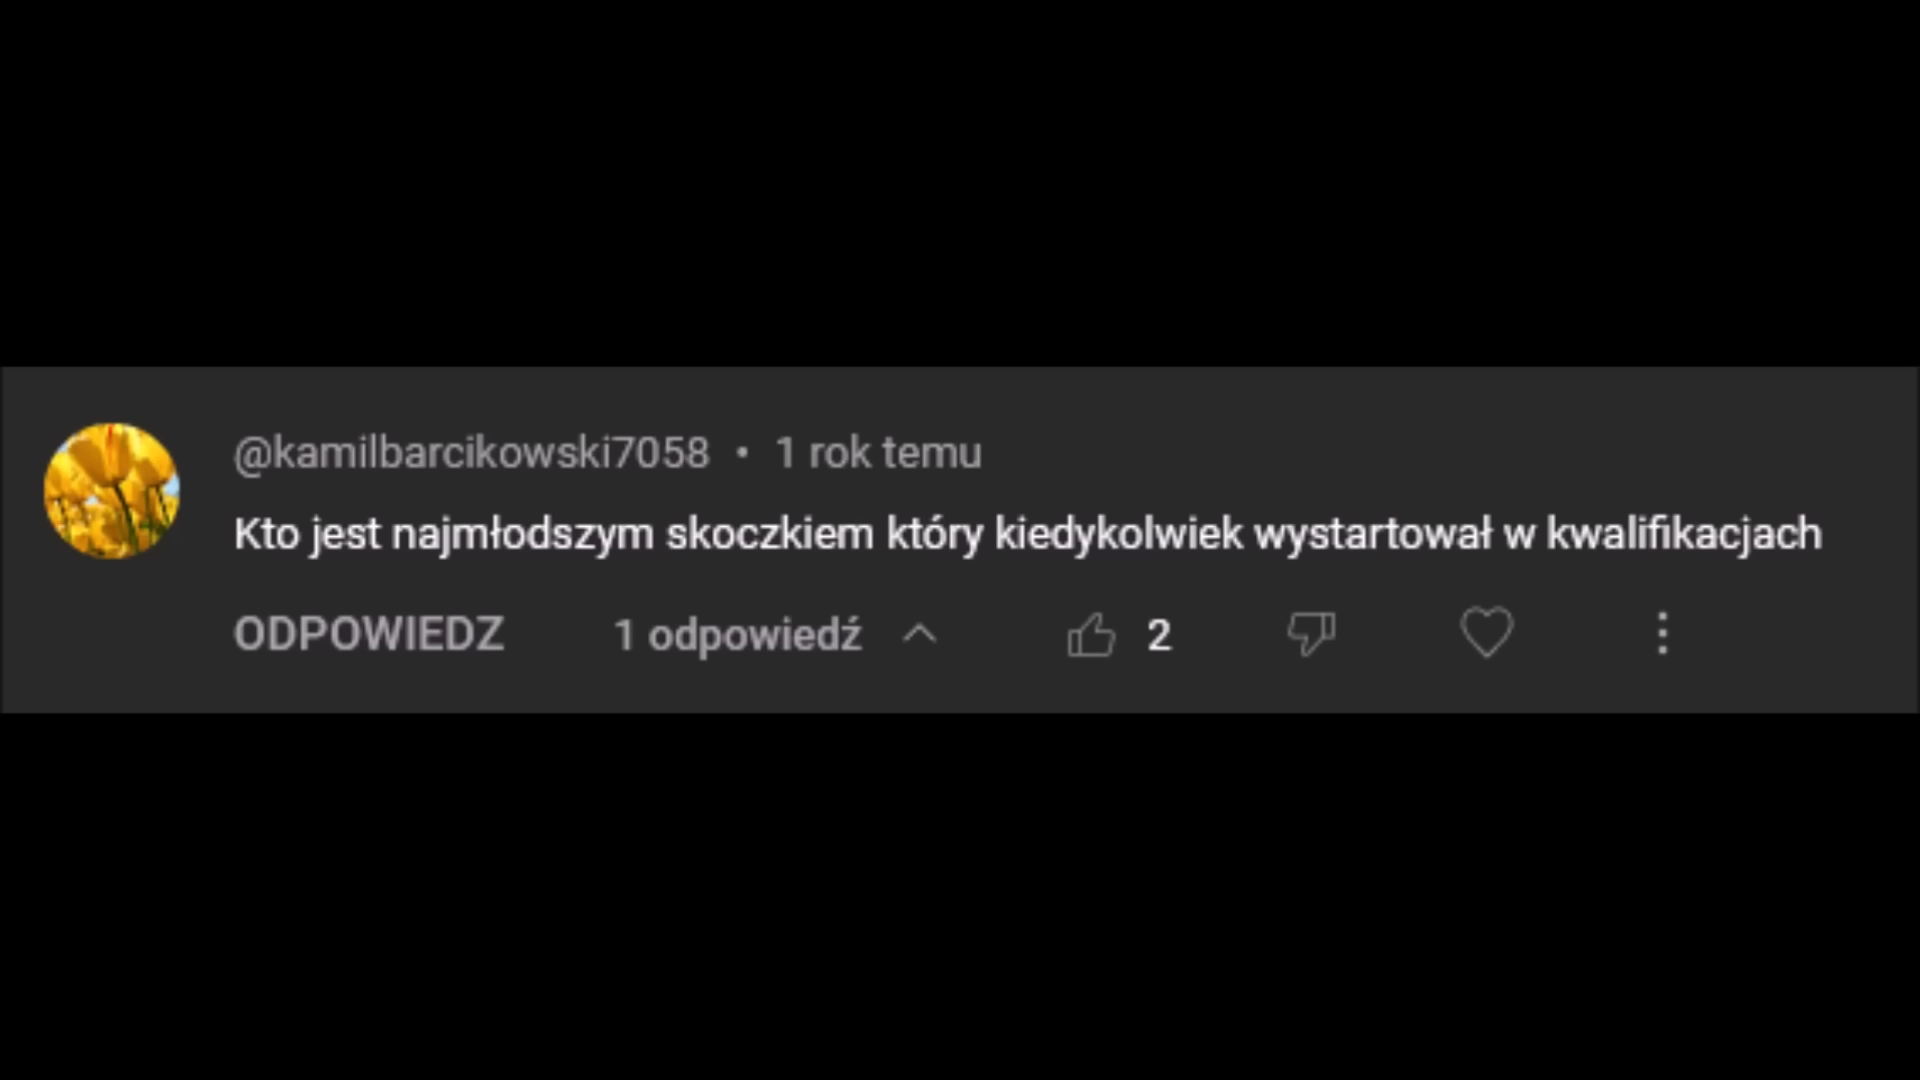 @kamilbarcikowski7058 • 1 rok temu
Kto jest najmłodszym skoczkiem który kiedykolwiek wystartował w kwalifikacjach
ODPOWIEDZ 1 odpowiedź 2